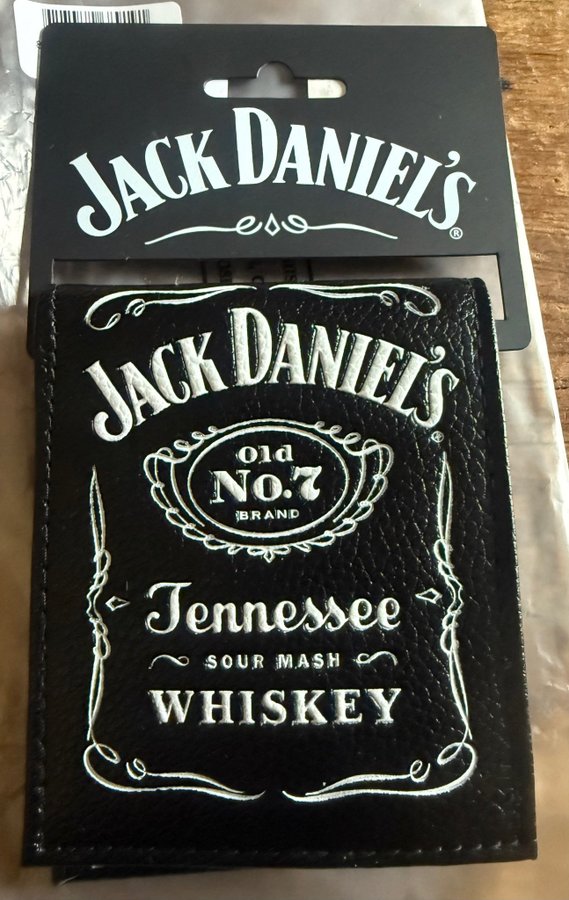 JACK DANIEL'S®
JACK DANIEL'S®
Old
No.7
BRAND
Tennessee
SOUR MASH
WHISKEY